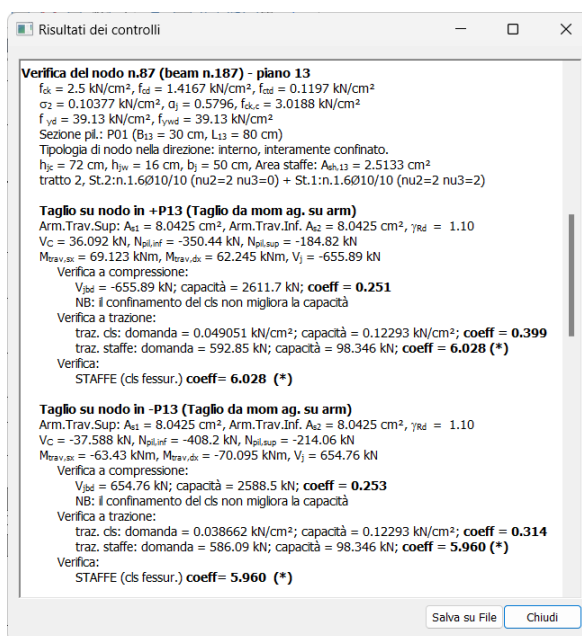 Risultati dei controlli
Verifica del nodo n.87 (beam n.187) - piano 13
fck = 2.5 kN/cm², fcd = 1.4167 kN/cm², fctd = 0.1197 kN/cm²
σ2 = 0.10377 kN/cm², αj = 0.5796, fck,c = 3.0188 kN/cm²
f yd = 39.13 kN/cm², fywd = 39.13 kN/cm²
Sezione pil.: P01 (B13 = 30 cm, L13 = 80 cm)
Tipologia di nodo nella direzione: interno, interamente confinato.
hjc = 72 cm, hjw = 16 cm, bj = 50 cm, Area staffe: Ash,13 = 2.5133 cm²
tratto 2, St.2:n.1.6Ø10/10 (nu2=2 nu3=0) + St.1:n.1.6Ø10/10 (nu2=2 nu3=2)
Taglio su nodo in +P13 (Taglio da mom ag. su arm)
Arm.Trav.Sup: As1 = 8.0425 cm², Arm.Trav.Inf. As2 = 8.0425 cm², γRd = 1.10
VC = 36.092 kN, Npil,inf = -350.44 kN, Npil,sup = -184.82 kN
Mtrav,sx = 69.123 kNm, Mtrav,dx = 62.245 kNm, Vj = -655.89 kN
Verifica a compressione:
Vjbd = -655.89 kN; capacità = 2611.7 kN; coeff = 0.251
NB: il confinamento del cls non migliora la capacità
Verifica a trazione:
traz. cls: domanda = 0.049051 kN/cm²; capacità = 0.12293 kN/cm²; coeff = 0.399
traz. staffe: domanda = 592.85 kN; capacità = 98.346 kN; coeff = 6.028 (*)
Verifica:
STAFFE (cls fessur.) coeff= 6.028 (*)
Taglio su nodo in -P13 (Taglio da mom ag. su arm)
Arm.Trav.Sup: As1 = 8.0425 cm², Arm.Trav.Inf. As2 = 8.0425 cm², γRd = 1.10
VC = -37.588 kN, Npil,inf = -408.2 kN, Npil,sup = -214.06 kN
Mtrav,sx = -63.43 kNm, Mtrav,dx = -70.095 kNm, Vj = 654.76 kN
Verifica a compressione:
Vjbd = 654.76 kN; capacità = 2588.5 kN; coeff = 0.253
NB: il confinamento del cls non migliora la capacità
Verifica a trazione:
traz. cls: domanda = 0.038662 kN/cm²; capacità = 0.12293 kN/cm²; coeff = 0.314
traz. staffe: domanda = 586.09 kN; capacità = 98.346 kN; coeff = 5.960 (*)
Verifica:
STAFFE (cls fessur.) coeff= 5.960 (*)
Salva su File
Chiudi